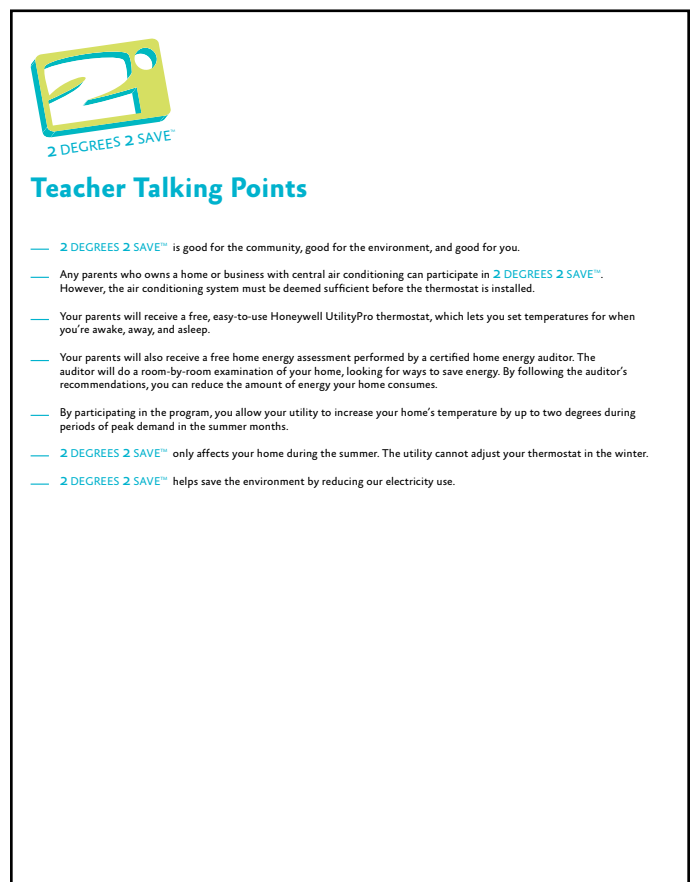 2°
2 DEGREES 2 SAVE™
Teacher Talking Points
2 DEGREES 2 SAVE™ is good for the community, good for the environment, and good for you.
Any parents who owns a home or business with central air conditioning can participate in 2 DEGREES 2 SAVE™.
However, the air conditioning system must be deemed sufficient before the thermostat is installed.
Your parents will receive a free, easy-to-use Honeywell UtilityPro thermostat, which lets you set temperatures for when
you're awake, away, and asleep.
Your parents will also receive a free home energy assessment performed by a certified home energy auditor. The
auditor will do a room-by-room examination of your home, looking for ways to save energy. By following the auditor's
recommendations, you can reduce the amount of energy your home consumes.
By participating in the program, you allow your utility to increase your home's temperature by up to two degrees during
periods of peak demand in the summer months.
2 DEGREES 2 SAVE™ only affects your home during the summer. The utility cannot adjust your thermostat in the winter.
2 DEGREES 2 SAVE™ helps save the environment by reducing our electricity use.